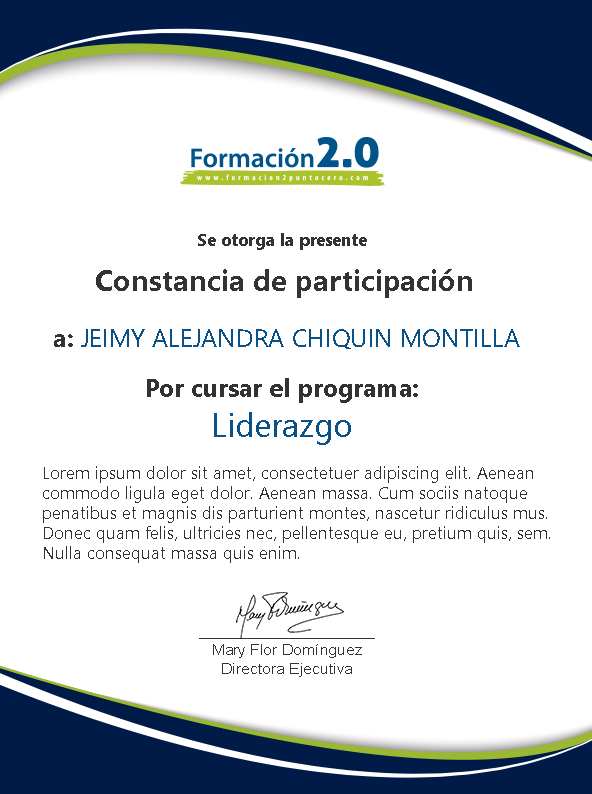 Formación 2.0
www.formacion2puntocero.com
Se otorga la presente
Constancia de participación
a: JEIMY ALEJANDRA CHIQUIN MONTILLA
Por cursar el programa:
Liderazgo
Lorem ipsum dolor sit amet, consectetuer adipiscing elit. Aenean
commodo ligula eget dolor. Aenean massa. Cum sociis natoque
penatibus et magnis dis parturient montes, nascetur ridiculus mus.
Donec quam felis, ultricies nec, pellentesque eu, pretium quis, sem.
Nulla consequat massa quis enim.
Mary F Domínguez
Mary Flor Domínguez
Directora Ejecutiva